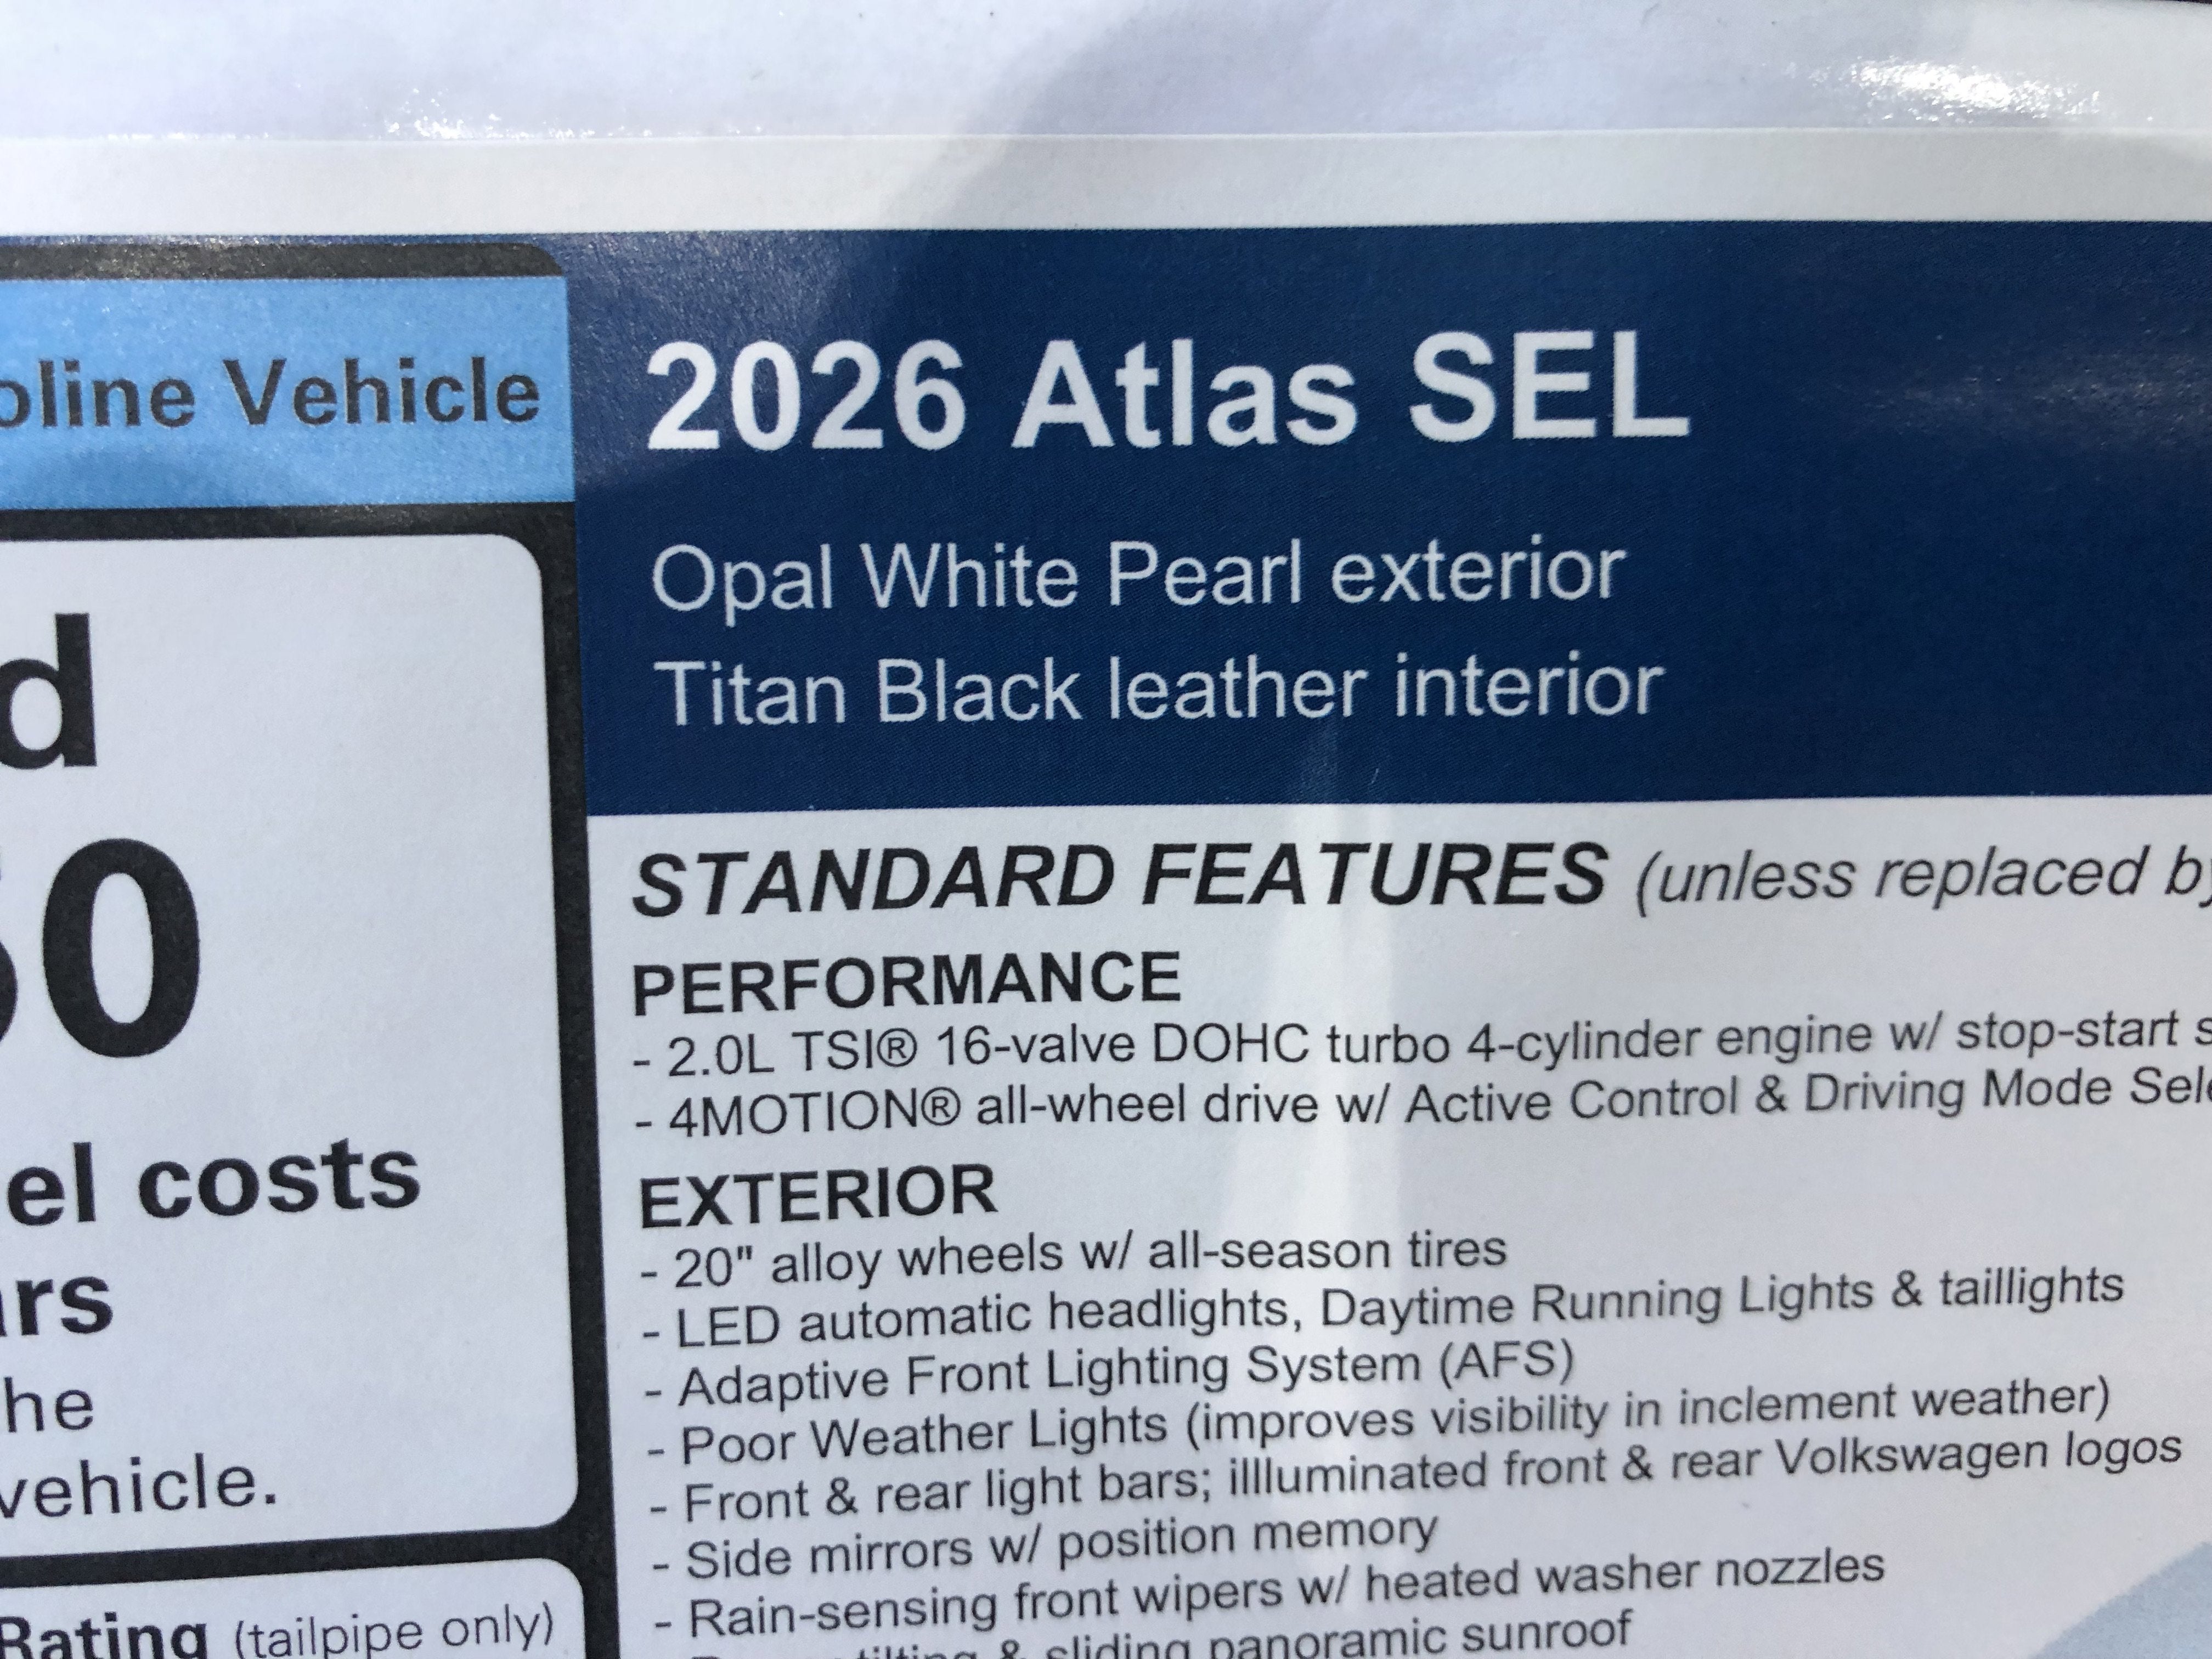 Vehicle
d
0
costs
he
vehicle.
Rating (tailpipe only)
2026 Atlas SEL
Opal White Pearl exterior
Titan Black leather interior
STANDARD FEATURES (unless replaced by
PERFORMANCE
- 2.0L TSI® 16-valve DOHC turbo 4-cylinder engine w/ stop-start s
- 4MOTION® all-wheel drive w/ Active Control & Driving Mode Sel
EXTERIOR
- 20" alloy wheels w/ all-season tires
- LED automatic headlights, Daytime Running Lights & taillights
- Adaptive Front Lighting System (AFS)
- Poor Weather Lights (improves visibility in inclement weather)
- Front & rear light bars; illluminated front & rear Volkswagen logos
- Side mirrors w/ position memory
- Rain-sensing front wipers w/ heated washer nozzles
tilting & sliding panoramic sunroof